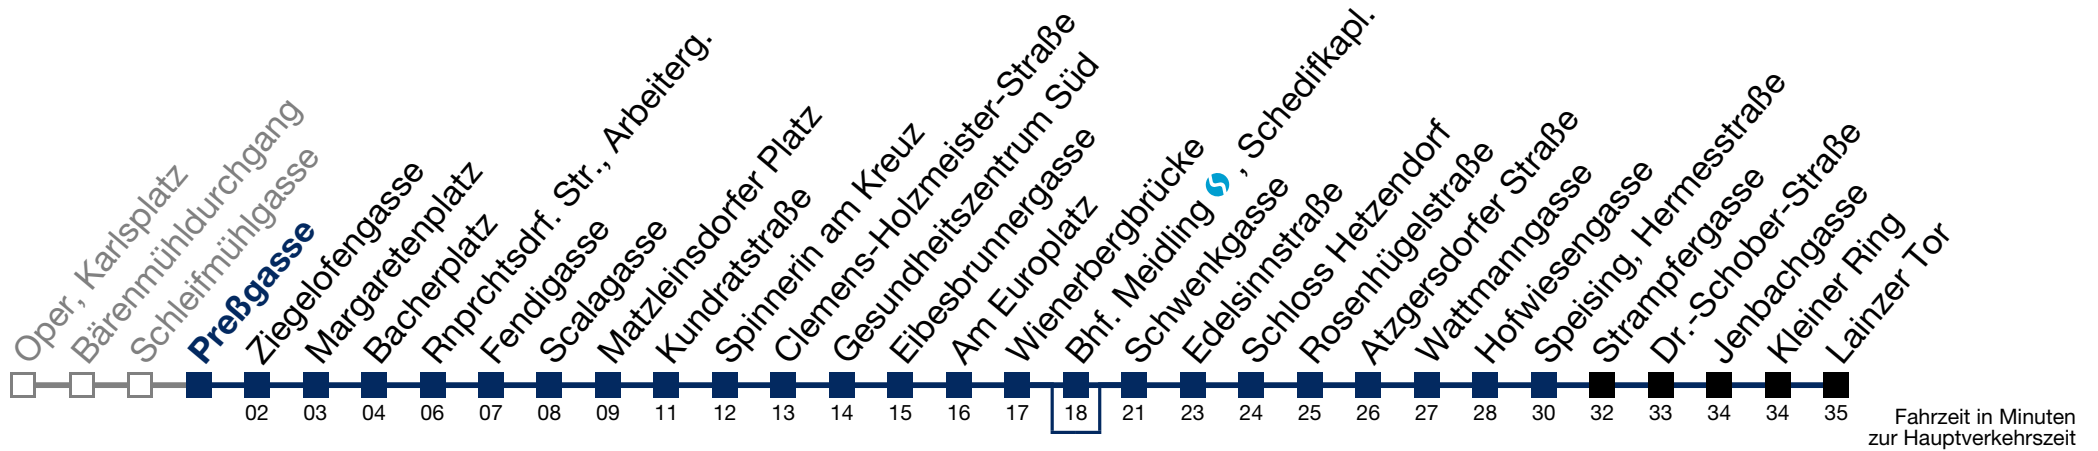 Oper, Karlsplatz
Bärenmühldurchgang
Schleifmühlgasse
Preßgasse
Ziegelofengasse
Margaretenplatz
Bacherplatz
Rnprchtsdrf. Str., Arbeiterg.
Fendigasse
Scalagasse
Matzleinsdorfer Platz
Kundratstraße
Spinnerin am Kreuz
Clemens-Holzmeister-Straße
Gesundheitszentrum Süd
Eibesbrunnergasse
Am Europlatz
Wienerbergbrücke
Bhf. Meidling , Schedifkapl.
Schwenkgasse
Edelsinnstraße
Schloss Hetzendorf
Rosenhügelstraße
Atzgersdorfer Straße
Wattmanngasse
Hofwiesengasse
Speising, Hermesstraße
Strampfergasse
Dr.-Schober-Straße
Jenbachgasse
Kleiner Ring
Lainzer Tor
02 03 04 06 07 08 09 11 12 13 14 15 16 17 18 21 23 24 25 26 27 28 30 32 33 34 34 35
Fahrzeit in Minuten
zur Hauptverkehrszeit